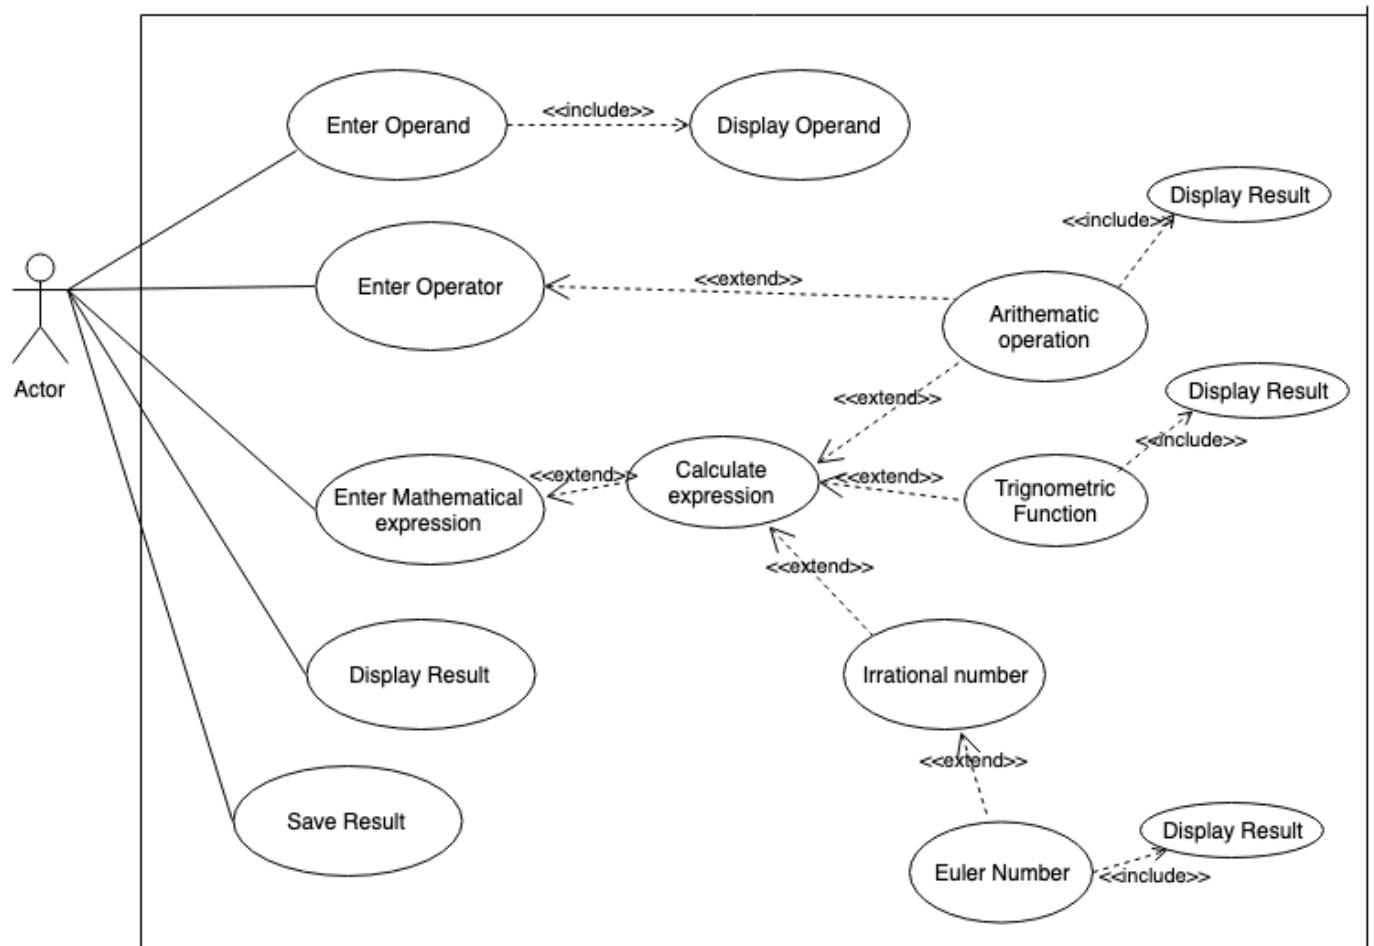 Enter Operand
<<include>>
Display Operand
Display Result
<<include>>
Enter Operator
<<extend>>
Arithematic
operation
Actor
<<extend>>
Display Result
<<include>>
Enter Mathematical
expression
<<extend>>
Calculate
expression
<<extend>>
Trignometric
Function
<<extend>>
Display Result
Irrational number
<<extend>>
Save Result
Display Result
Euler Number
<<include>>